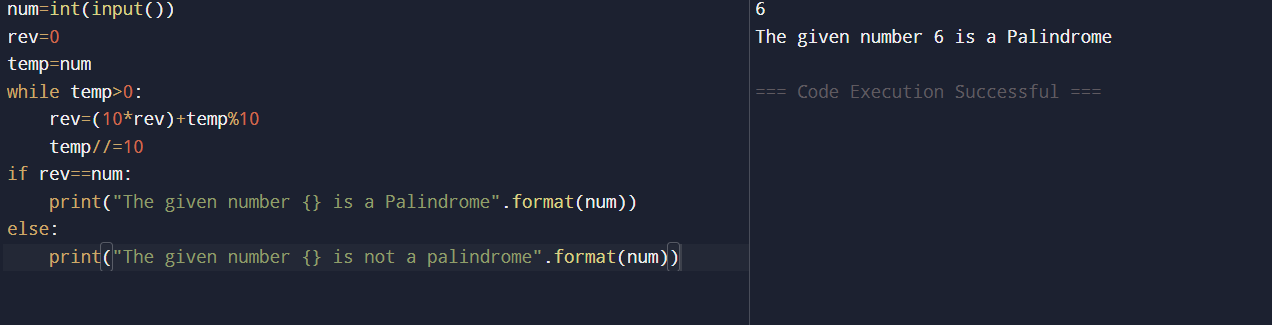 num=int(input())
rev=0
temp=num
while temp>0:
    rev=(10*rev)+temp%10
    temp//=10
if rev==num:
    print("The given number {} is a Palindrome".format(num))
else:
    print("The given number {} is not a palindrome".format(num))
6
The given number 6 is a Palindrome
=== Code Execution Successful ===